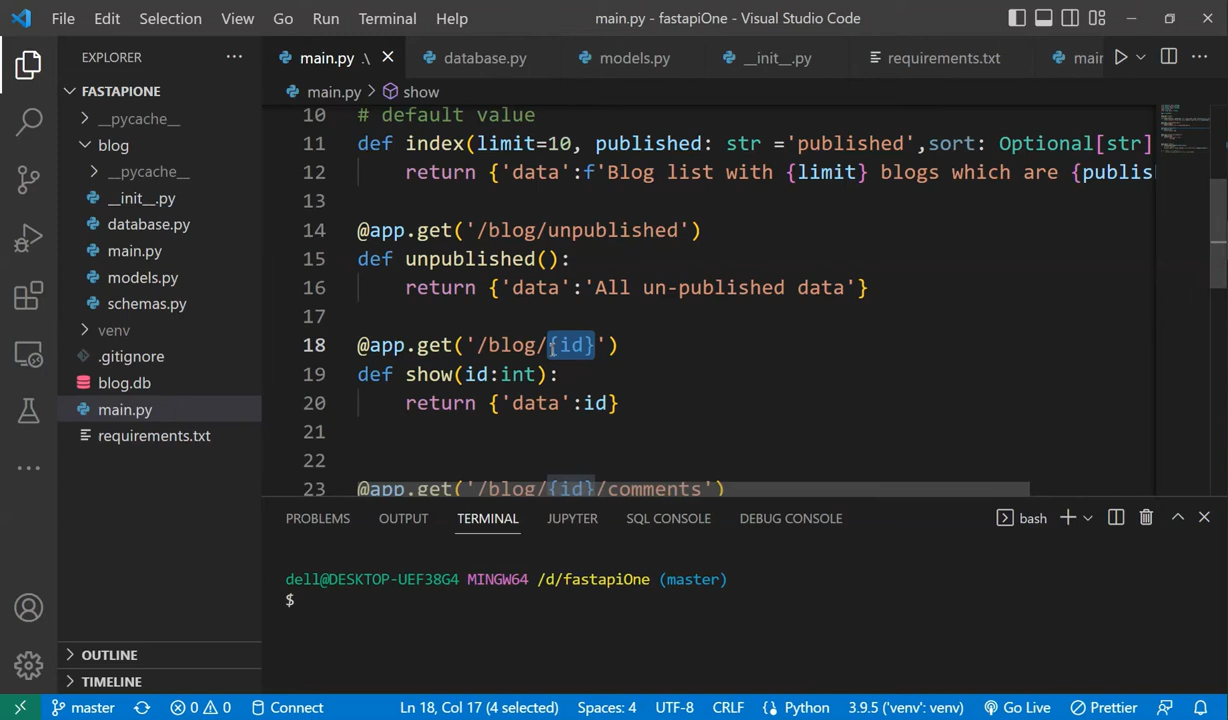 File Edit Selection View Go Run Terminal Help main.py - fastapiOne - Visual Studio Code
EXPLORER
main.py .\ database.py models.py __init__.py requirements.txt
FASTAPIONE
main.py > show
__pycache__
blog
__pycache__
__init__.py
database.py
main.py
models.py
schemas.py
venv
.gitignore
blog.db
main.py
requirements.txt
OUTLINE
TIMELINE
10 # default value
11 def index(limit=10, published: str ='published',sort: Optional[str]
12 return {'data':f'Blog list with {limit} blogs which are {publis
13
14 @app.get('/blog/unpublished')
15 def unpublished():
16 return {'data':'All un-published data'}
17
18 @app.get('/blog/{id}')
19 def show(id:int):
20 return {'data':id}
21
22
23 @app.get('/blog/{id}/comments')
PROBLEMS OUTPUT TERMINAL JUPYTER SQL CONSOLE DEBUG CONSOLE bash
dell@DESKTOP-UEF38G4 MINGW64 /d/fastapiOne (master)
$
master 0 0 Connect Ln 18, Col 17 (4 selected) Spaces: 4 UTF-8 CRLF Python 3.9.5 ('venv': venv) Go Live Prettier